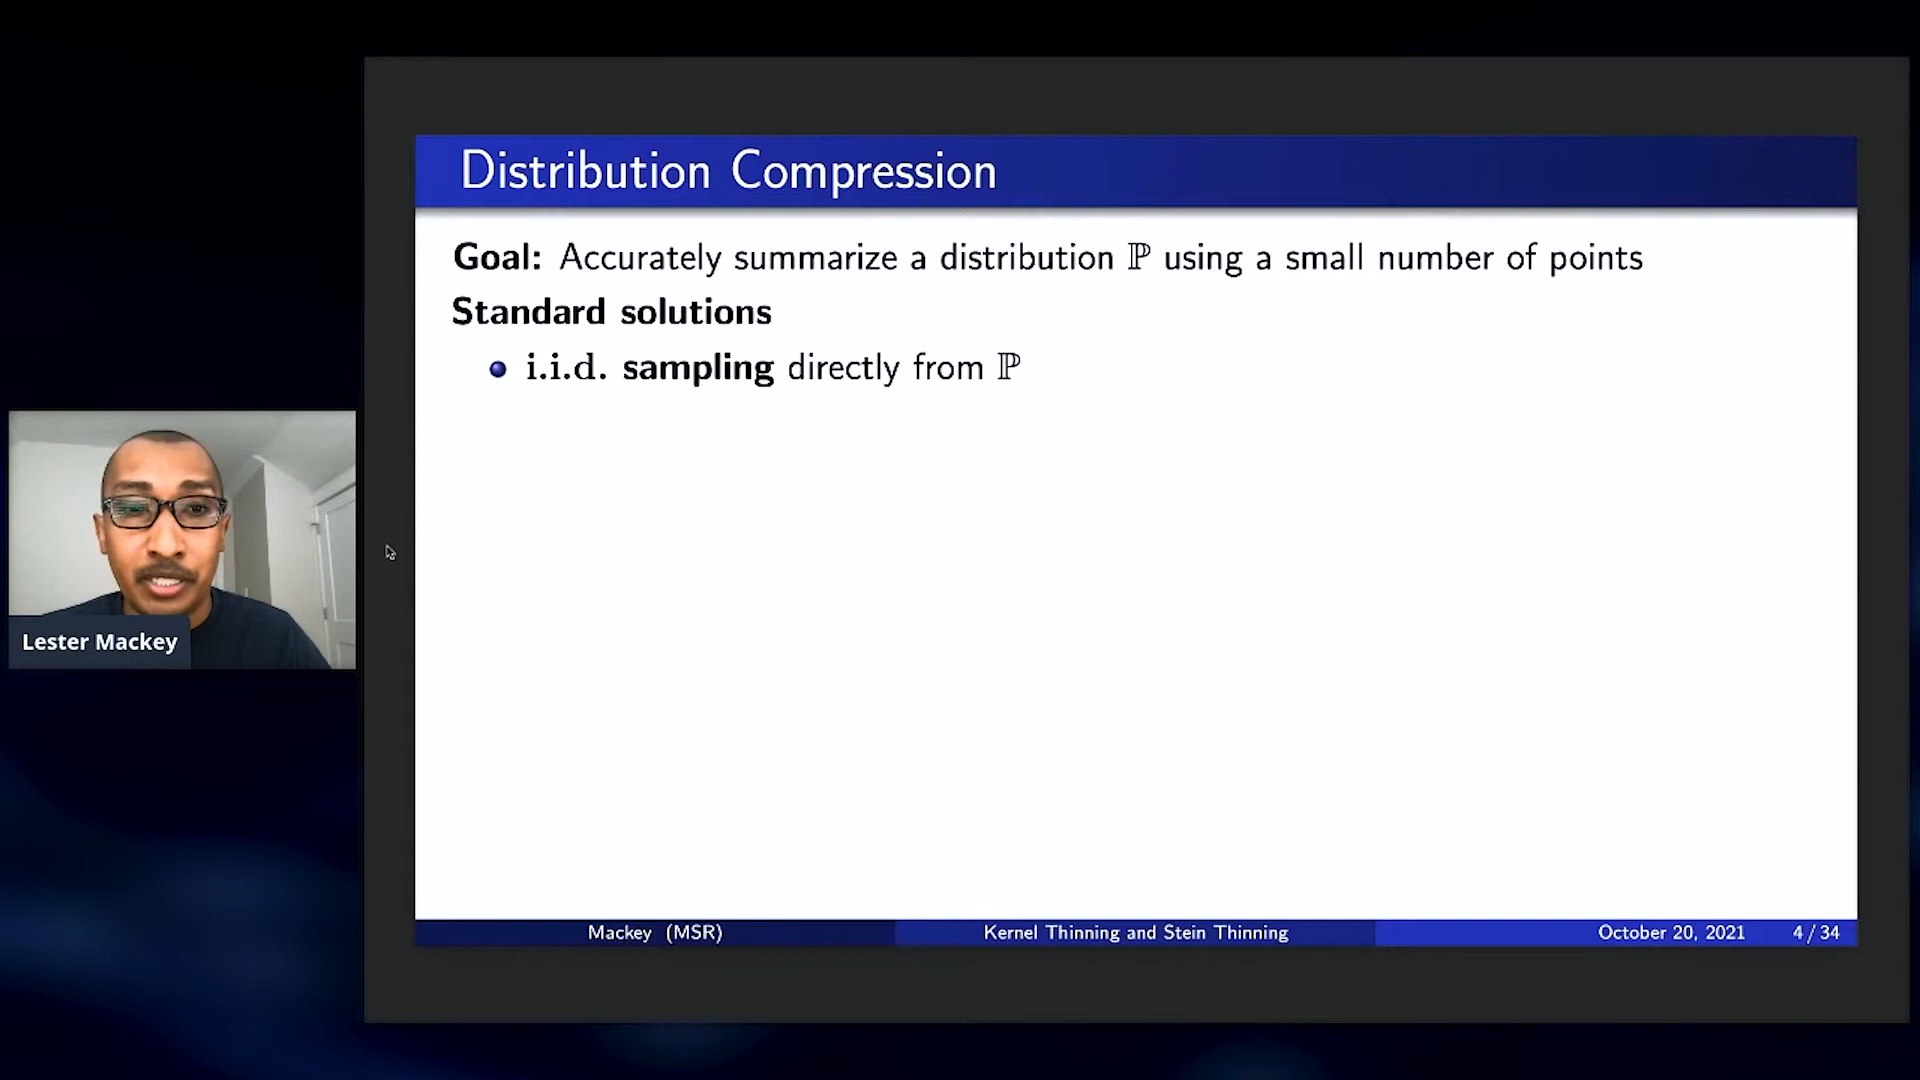 Distribution Compression
Goal: Accurately summarize a distribution ℙ using a small number of points
Standard solutions
i.i.d. sampling directly from ℙ
Lester Mackey
Mackey (MSR)
Kernel Thinning and Stein Thinning
October 20, 2021
4 / 34